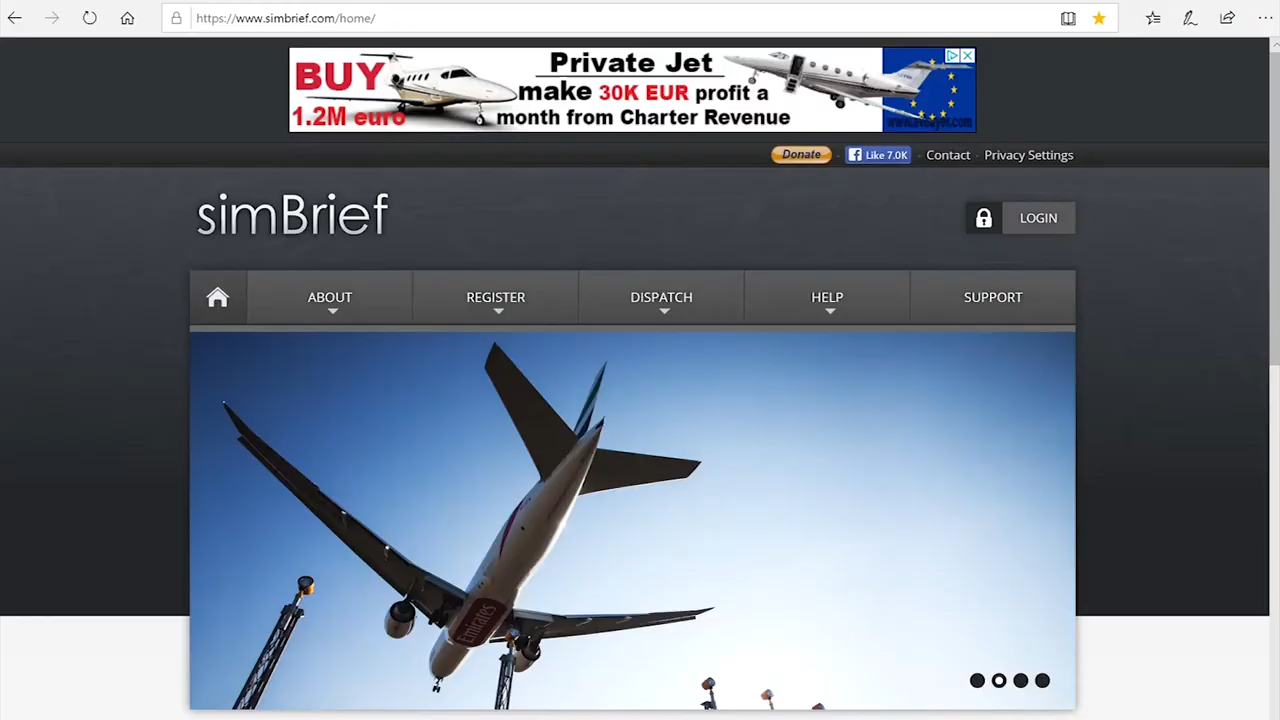 https://www.simbrief.com/home/
BUY
1.2M euro
Private Jet
make 30K EUR profit a
month from Charter Revenue
Donate
Like 7.0K
Contact
Privacy Settings
simBrief
LOGIN
ABOUT
REGISTER
DISPATCH
HELP
SUPPORT
Emirates